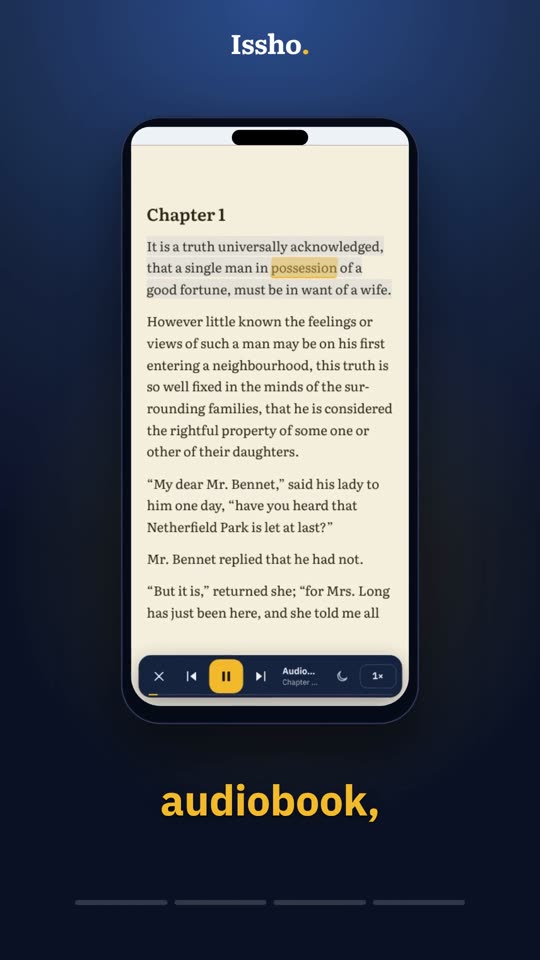 Issho.
Chapter 1
It is a truth universally acknowledged,
that a single man in possession of a
good fortune, must be in want of a wife.
However little known the feelings or
views of such a man may be on his first
entering a neighbourhood, this truth is
so well fixed in the minds of the sur-
rounding families, that he is considered
the rightful property of some one or
other of their daughters.
“My dear Mr. Bennet,” said his lady to
him one day, “have you heard that
Netherfield Park is let at last?”
Mr. Bennet replied that he had not.
“But it is,” returned she; “for Mrs. Long
has just been here, and she told me all
Audio...
Chapter ...
1×
audiobook,